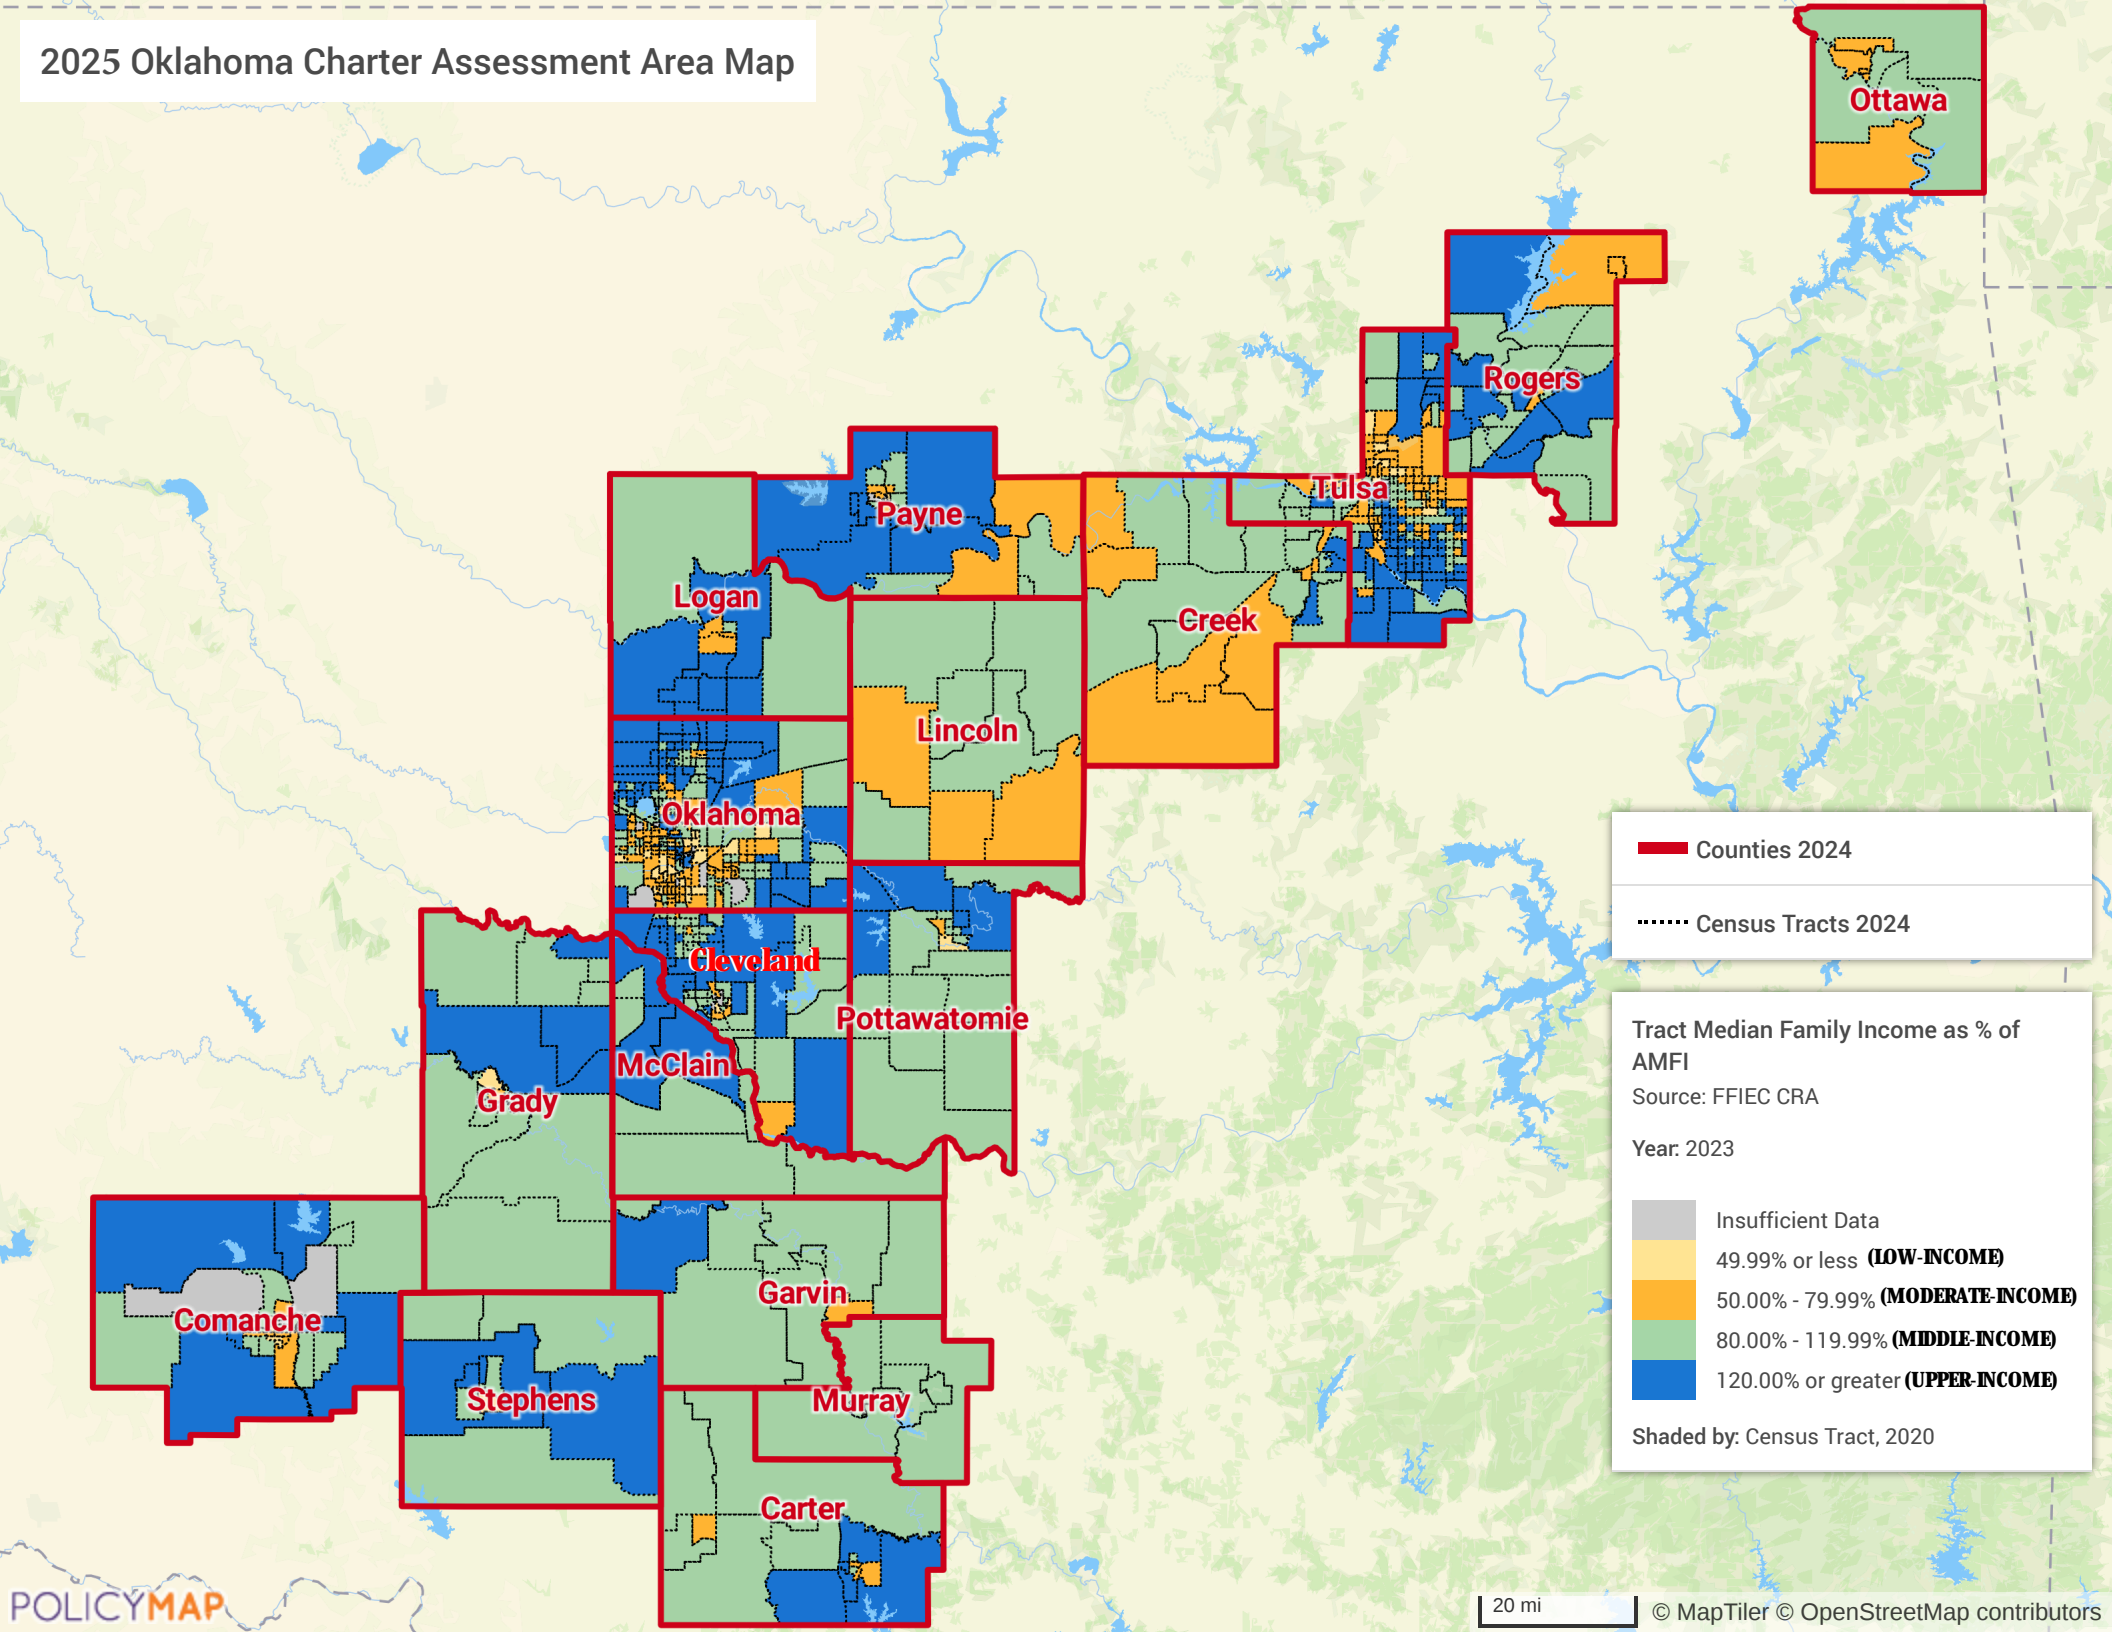 2025 Oklahoma Charter Assessment Area Map
Ottawa
Rogers
Tulsa
Payne
Logan
Creek
Lincoln
Oklahoma
Cleveland
Pottawatomie
McClain
Grady
Garvin
Comanche
Stephens
Murray
Carter
Counties 2024
Census Tracts 2024
Tract Median Family Income as % of
AMFI
Source: FFIEC CRA
Year: 2023
Insufficient Data
49.99% or less (LOW-INCOME)
50.00% - 79.99% (MODERATE-INCOME)
80.00% - 119.99% (MIDDLE-INCOME)
120.00% or greater (UPPER-INCOME)
Shaded by: Census Tract, 2020
POLICYMAP
20 mi
© MapTiler © OpenStreetMap contributors